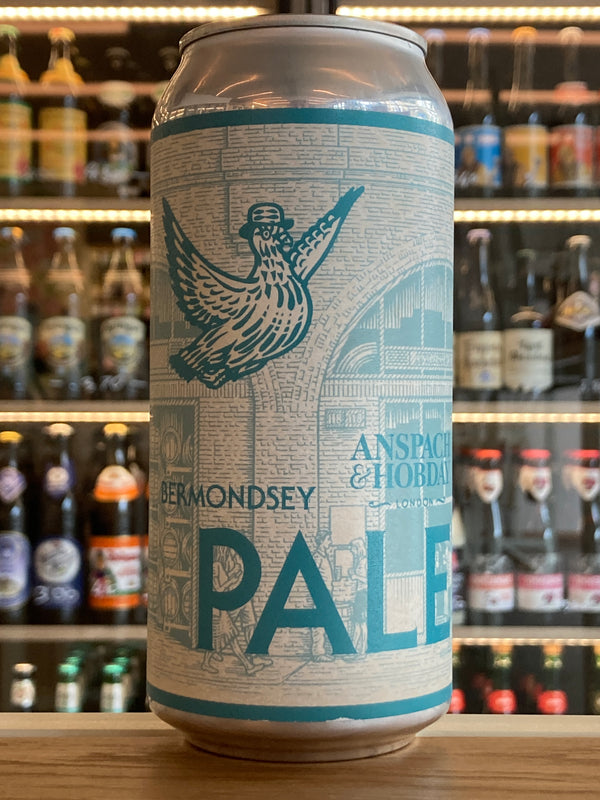 ANSPACH
& HOBDAY
LONDON
BERMONDSEY
PALE